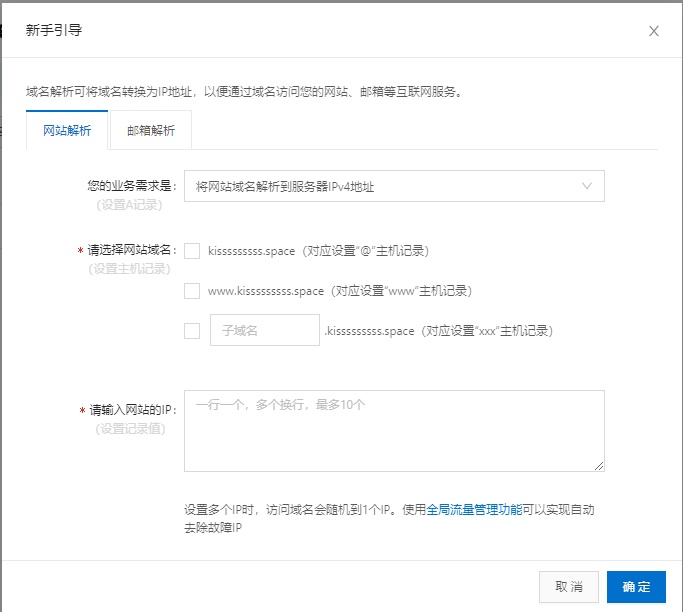 新手引导
域名解析可将域名转换为IP地址，以便通过域名访问您的网站、邮箱等互联网服务。
网站解析 邮箱解析
您的业务需求是： 将网站域名解析到服务器IPv4地址
(设置A记录)
* 请选择网站域名： kisssssssss.space（对应设置“@”主机记录）
(设置主机记录)
www.kisssssssss.space（对应设置“www”主机记录）
子域名 .kisssssssss.space（对应设置“xxx”主机记录）
* 请输入网站的IP： 一行一个，多个换行，最多10个
(设置记录值)
设置多个IP时，访问域名会随机到1个IP。使用全局流量管理功能可以实现自动
去除故障IP
取 消 确 定